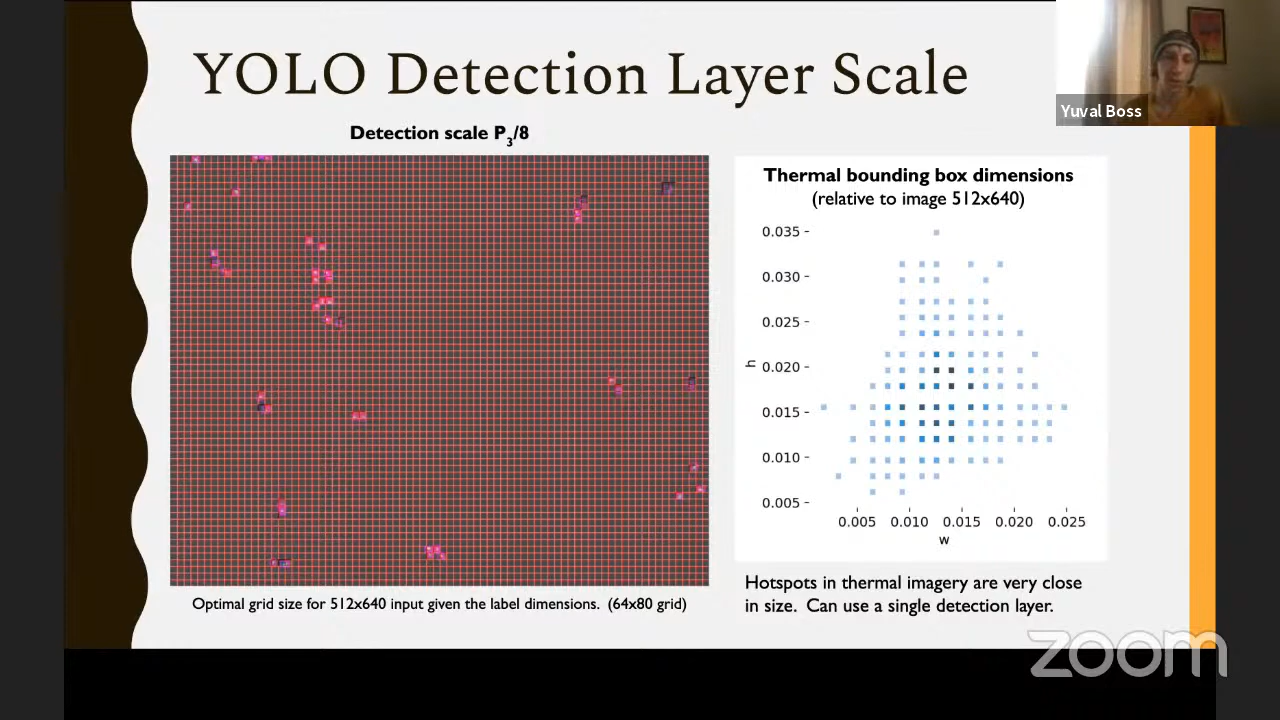 YOLO Detection Layer Scale
Yuval Boss
Detection scale P3/8
Thermal bounding box dimensions
(relative to image 512x640)
0.035
0.030
0.025
0.020
0.015
0.010
0.005
h
0.005 0.010 0.015 0.020 0.025
w
Optimal grid size for 512x640 input given the label dimensions. (64x80 grid)
Hotspots in thermal imagery are very close
in size. Can use a single detection layer.
zoom